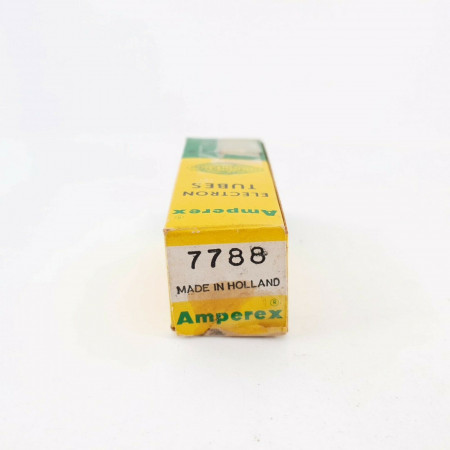 ELECTRON
TUBES
Amperex
7788
MADE IN HOLLAND
Amperex ®